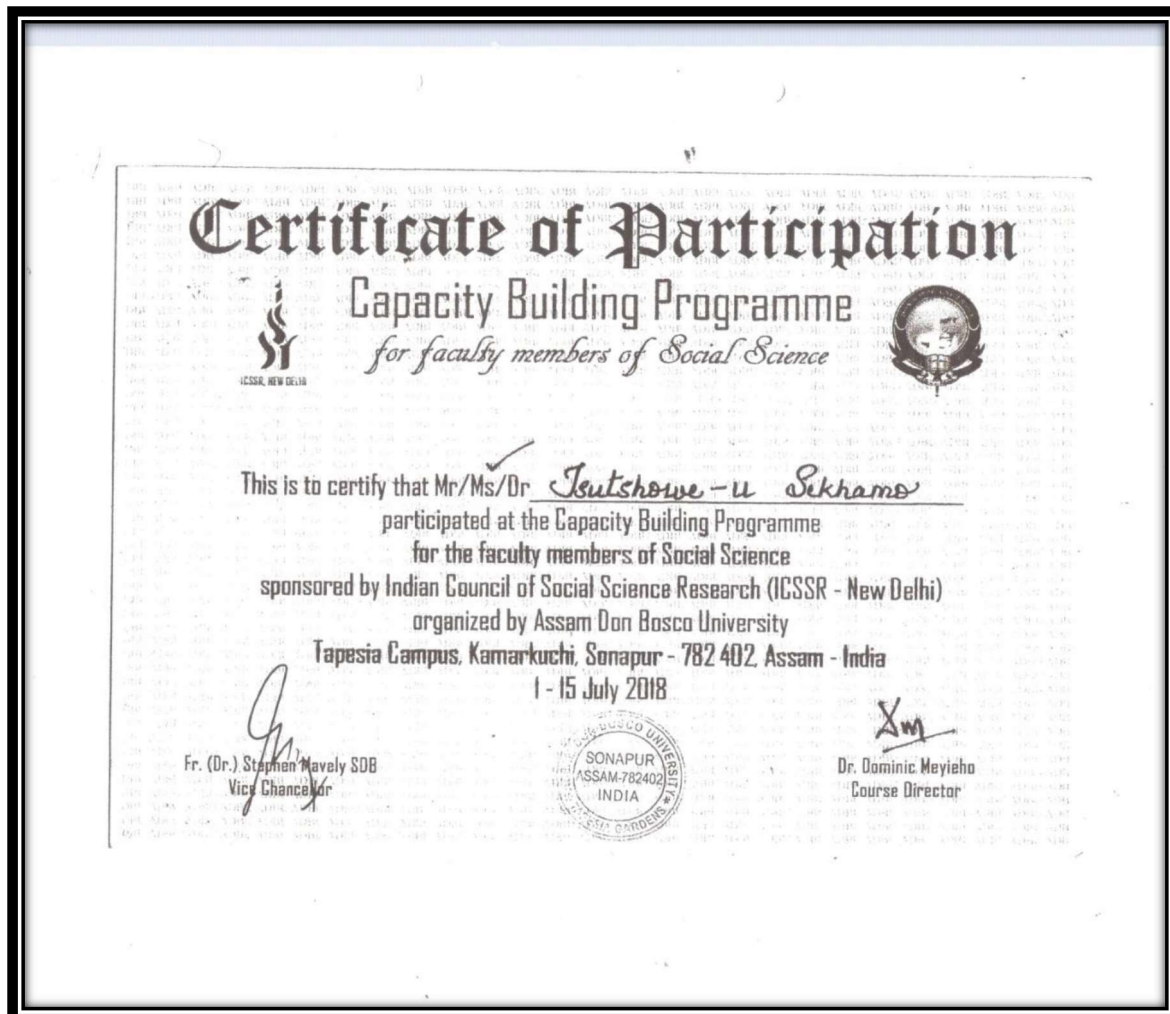 Certificate of Participation
Capacity Building Programme
for faculty members of Social Science
ICSSR, NEW DELHI
This is to certify that Mr/Ms/Dr Tsutshowe-u Sekhamo
participated at the Capacity Building Programme
for the faculty members of Social Science
sponsored by Indian Council of Social Science Research (ICSSR - New Delhi)
organized by Assam Don Bosco University
Tapesia Campus, Kamarkuchi, Sonapur - 782 402, Assam - India
1 - 15 July 2018
Fr. (Dr.) Stephen Mavely SDB
Vice Chancellor
BOSCO UNIVERSITY
SONAPUR
ASSAM-782402
INDIA
GARDENS
Dr. Dominic Meyieho
Course Director